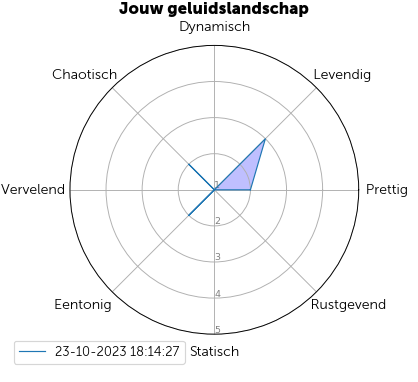 Jouw geluidslandschap
Dynamisch
Chaotisch
Levendig
Vervelend
1
Prettig
2
3
4
Eentonig
Rustgevend
5
23-10-2023 18:14:27
Statisch